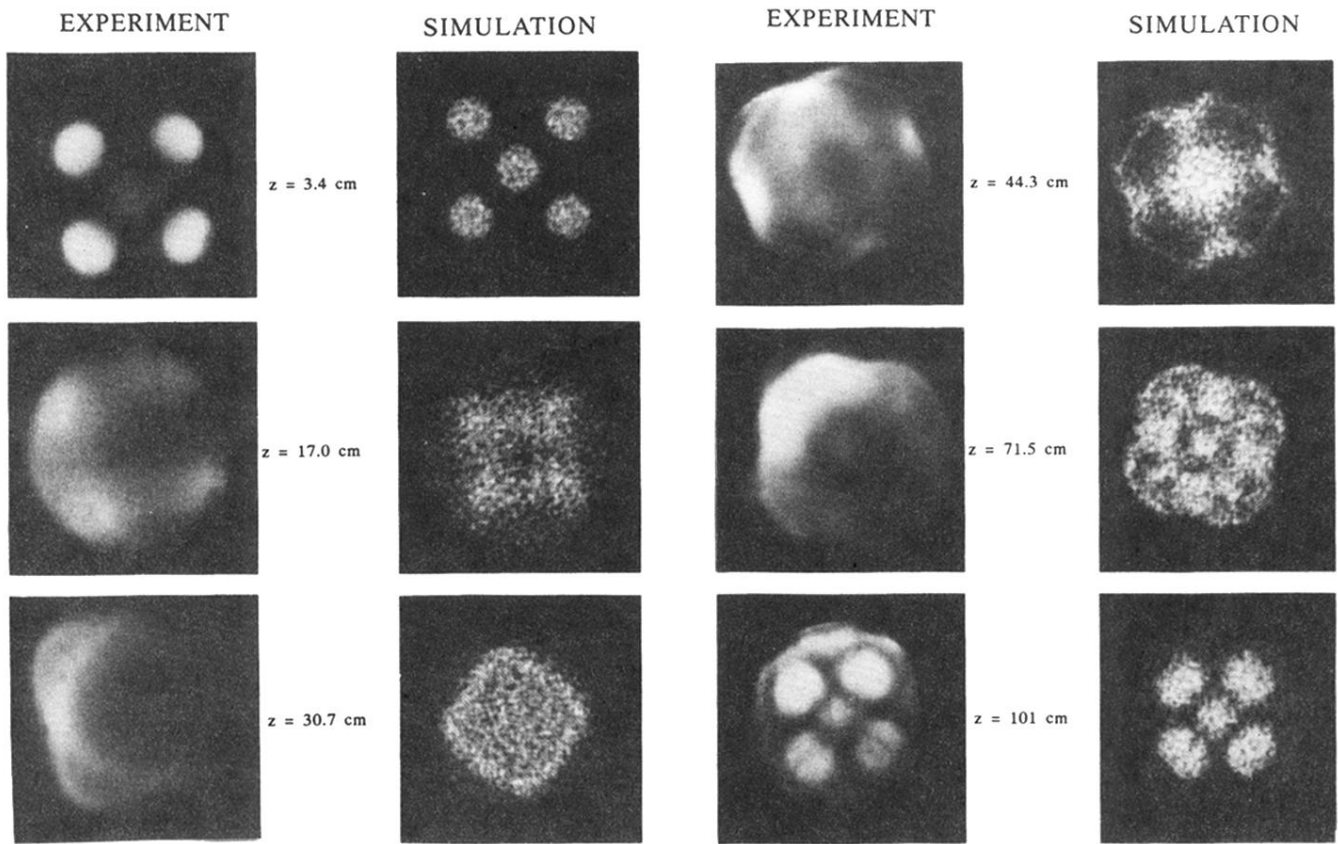 EXPERIMENT
SIMULATION
z = 3.4 cm
z = 17.0 cm
z = 30.7 cm
EXPERIMENT
SIMULATION
z = 44.3 cm
z = 71.5 cm
z = 101 cm